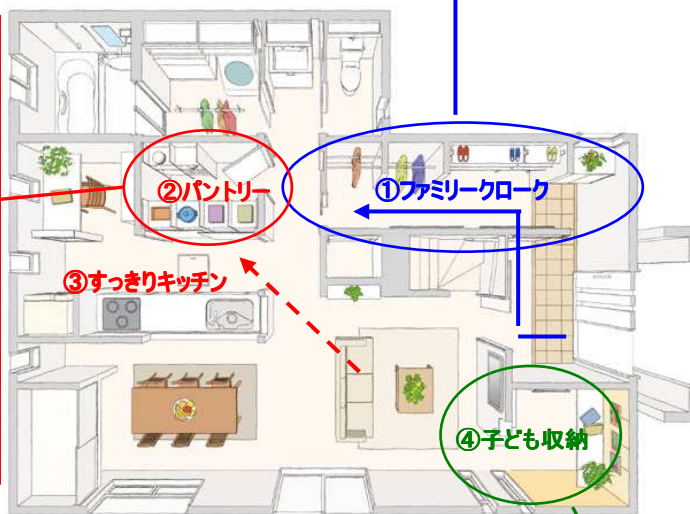 ①ファミリークローク
②パントリー
③すっきりキッチン
④子ども収納